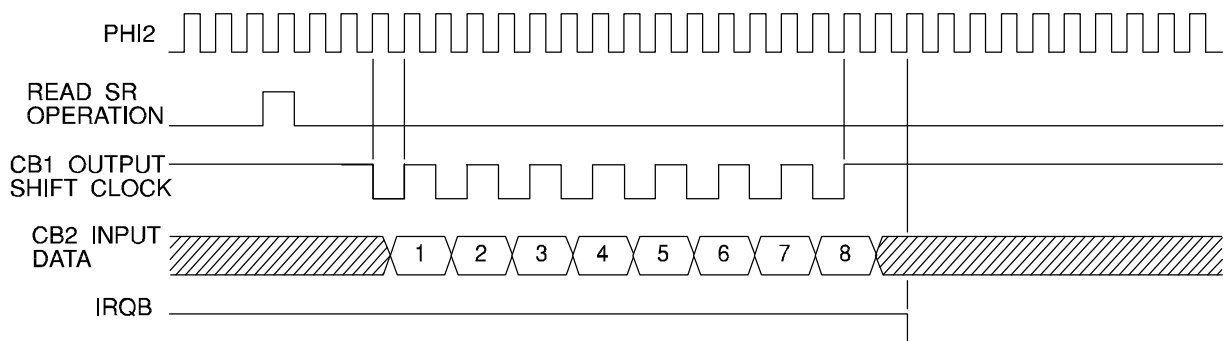 PHI2
READ SR
OPERATION
CB1 OUTPUT
SHIFT CLOCK
CB2 INPUT
DATA
1 2 3 4 5 6 7 8
IRQB